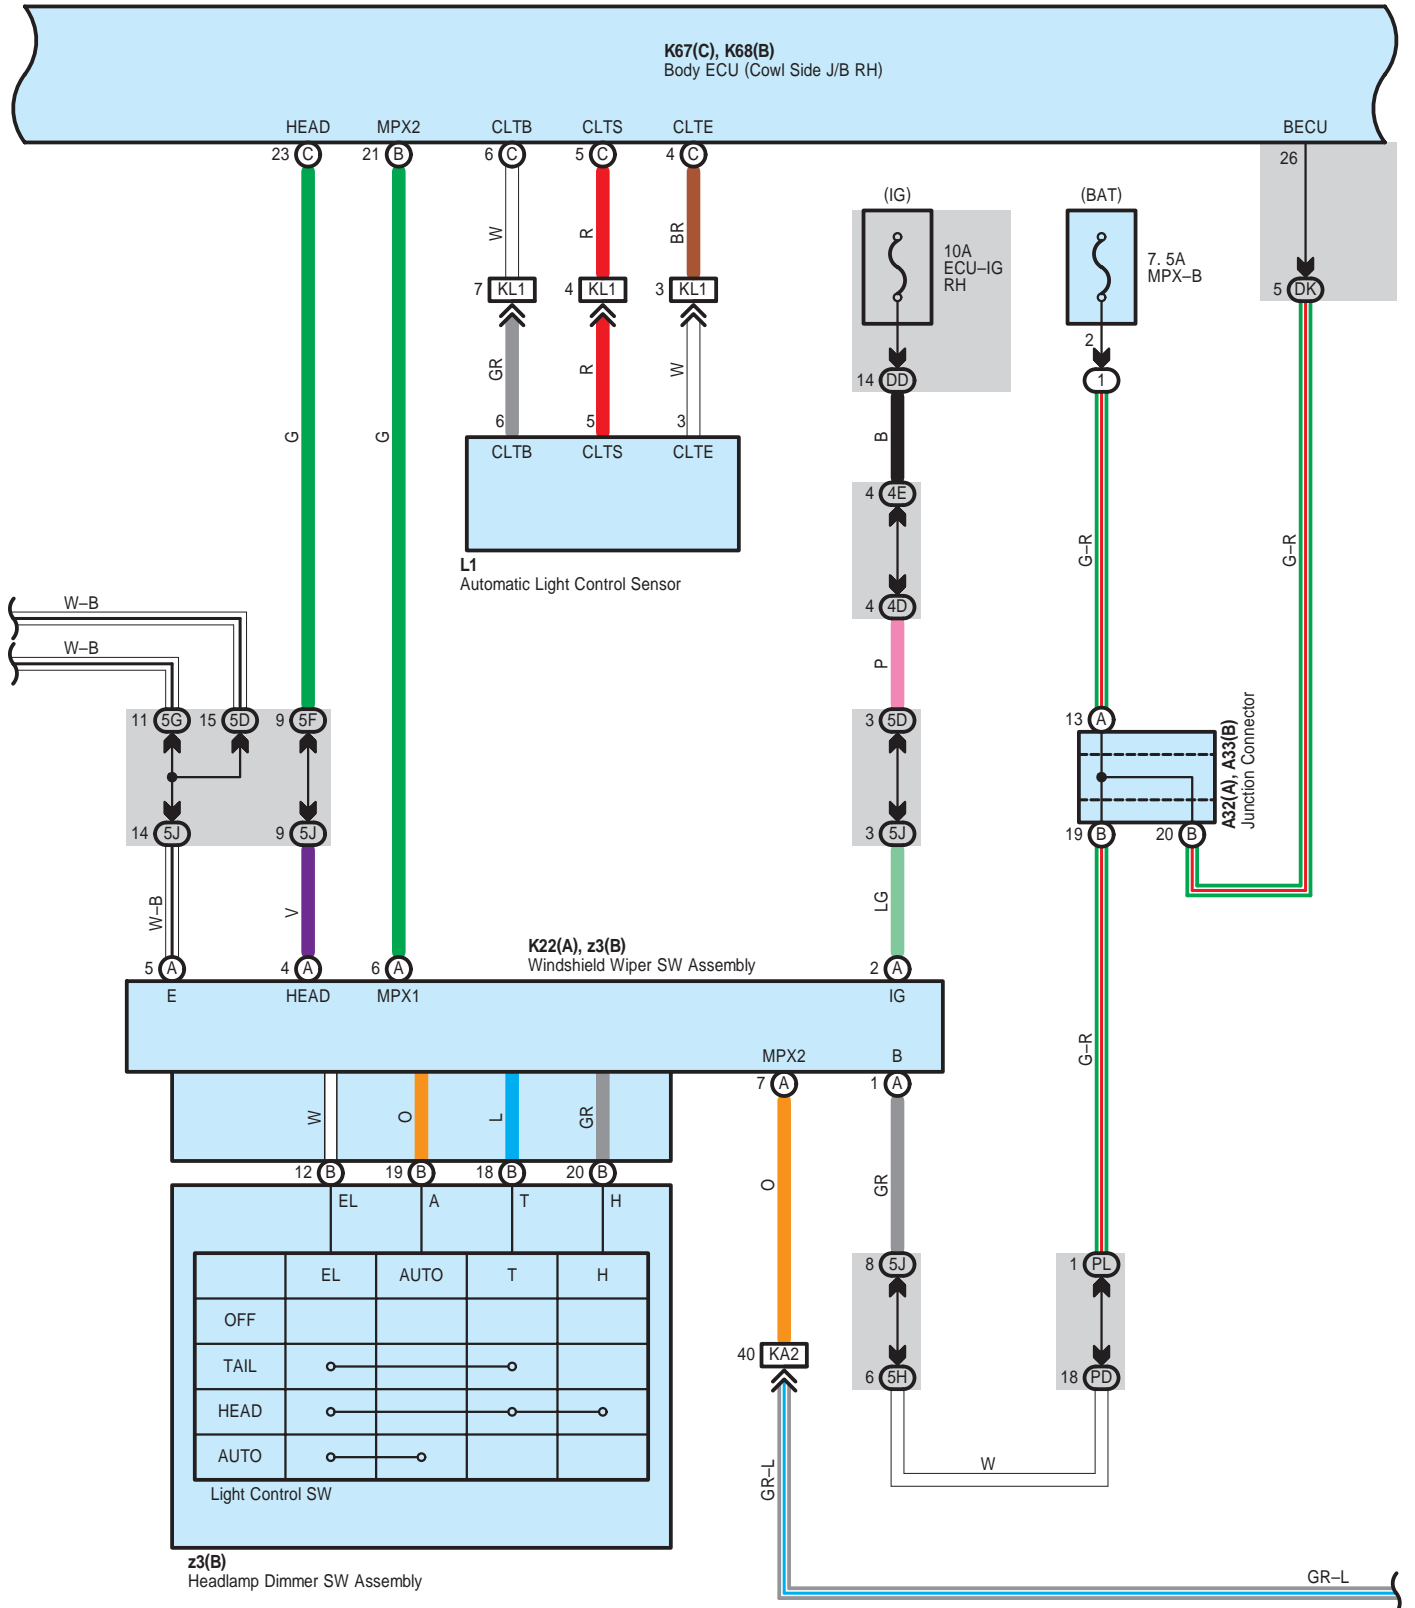 K67(C), K68(B)
Body ECU (Cowl Side J/B RH)
HEAD MPX2 CLTB CLTS CLTE BECU
23 C 21 B 6 C 5 C 4 C 26
(IG) (BAT)
W R BR
10A
ECU–IG
RH
7. 5A
MPX–B
7 KL1 4 KL1 3 KL1 5 DK
2
GR R W
14 DD 1
6 5 3
G G B
CLTB CLTS CLTE
4 4E
G–R G–R
L1
Automatic Light Control Sensor
W–B
4 4D
W–B
P
11 5G 15 5D 9 5F 3 5D 13 A
A32(A), A33(B)
Junction Connector
14 5J 9 5J 3 5J 19 B 20 B
W–B V LG
K22(A), z3(B)
Windshield Wiper SW Assembly
5 A 4 A 6 A 2 A
E HEAD MPX1 IG
G–R
MPX2 B
7 A 1 A
W O L GR
12 B 19 B 18 B 20 B
O GR
EL A T H
8 5J 1 PL
EL AUTO T H
OFF
40 KA2
TAIL
6 5H 18 PD
HEAD
AUTO
W
GR–L
Light Control SW
z3(B)
Headlamp Dimmer SW Assembly
GR–L